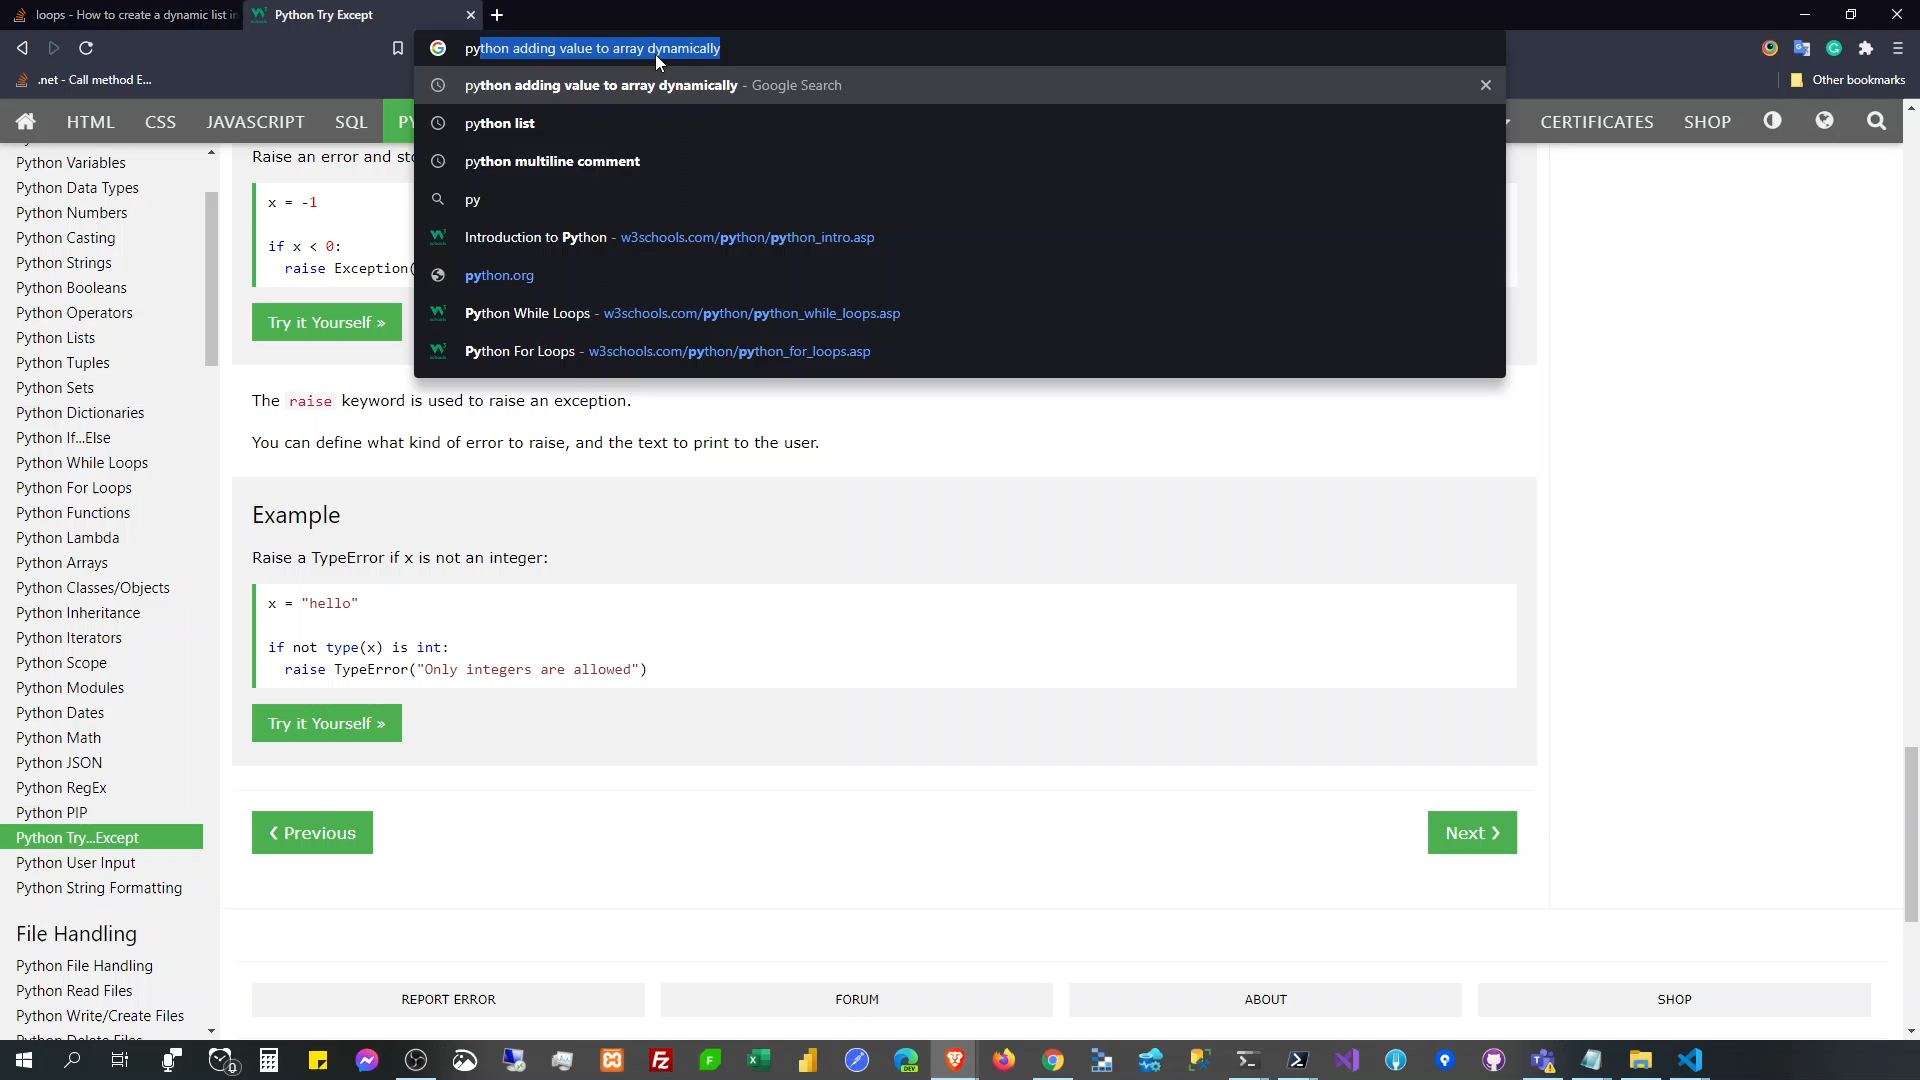 loops - How to create a dynamic list in
Python Try Except
python adding value to array dynamically
.net - Call method E...
Other bookmarks
python adding value to array dynamically - Google Search
python list
python multiline comment
py
Introduction to Python - w3schools.com/python/python_intro.asp
python.org
Python While Loops - w3schools.com/python/python_while_loops.asp
Python For Loops - w3schools.com/python/python_for_loops.asp
HTML
CSS
JAVASCRIPT
SQL
CERTIFICATES
SHOP
Python Variables
Python Data Types
Python Numbers
Python Casting
Python Strings
Python Booleans
Python Operators
Python Lists
Python Tuples
Python Sets
Python Dictionaries
Python If...Else
Python While Loops
Python For Loops
Python Functions
Python Lambda
Python Arrays
Python Classes/Objects
Python Inheritance
Python Iterators
Python Scope
Python Modules
Python Dates
Python Math
Python JSON
Python RegEx
Python PIP
Python Try...Except
Python User Input
Python String Formatting
File Handling
Python File Handling
Python Read Files
Python Write/Create Files
Raise an error and
x = -1
if x < 0:
raise Exception(
Try it Yourself »
The raise keyword is used to raise an exception.
You can define what kind of error to raise, and the text to print to the user.
Example
Raise a TypeError if x is not an integer:
x = "hello"
if not type(x) is int:
raise TypeError("Only integers are allowed")
Try it Yourself »
❮ Previous
Next ❯
REPORT ERROR
FORUM
ABOUT
SHOP